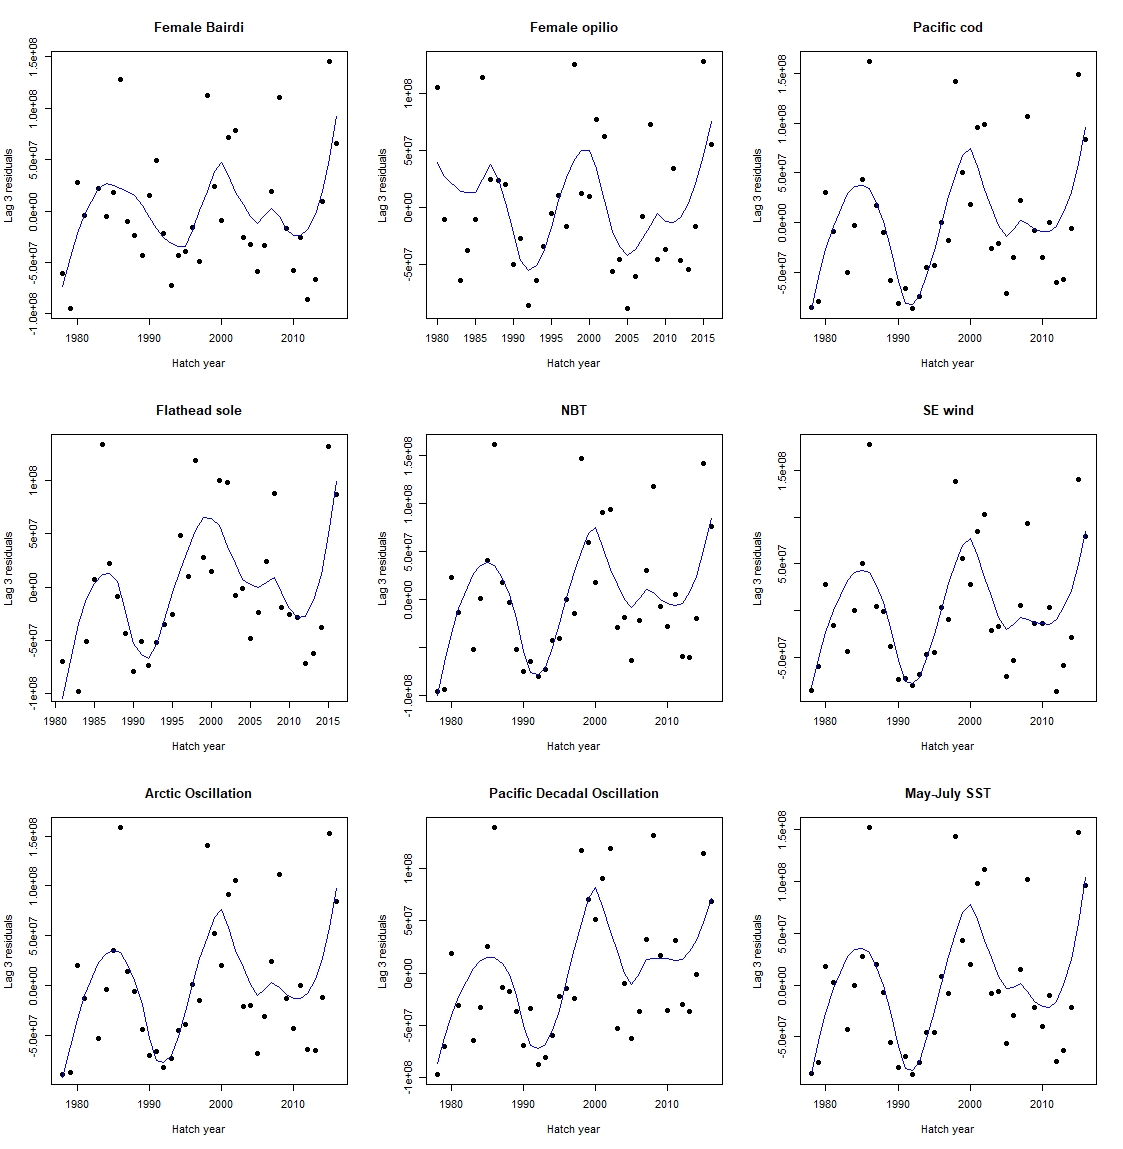 Female Bairdi
Lag 3 residuals
-1.0e+08 -5.0e+07 0.0e+00 5.0e+07 1.0e+08 1.5e+08
1980 1990 2000 2010
Hatch year
Female opilio
Lag 3 residuals
-5e+07 0e+00 5e+07 1e+08
1980 1985 1990 1995 2000 2005 2010 2015
Hatch year
Pacific cod
Lag 3 residuals
-5.0e+07 0.0e+00 5.0e+07 1.0e+08 1.5e+08
1980 1990 2000 2010
Hatch year
Flathead sole
Lag 3 residuals
-1e+08 -5e+07 0e+00 5e+07 1e+08
1980 1985 1990 1995 2000 2005 2010 2015
Hatch year
NBT
Lag 3 residuals
-1.0e+08 0.0e+00 5.0e+07 1.0e+08 1.5e+08
1980 1990 2000 2010
Hatch year
SE wind
Lag 3 residuals
-5.0e+07 5.0e+07 1.5e+08
1980 1990 2000 2010
Hatch year
Arctic Oscillation
Lag 3 residuals
-5.0e+07 0.0e+00 5.0e+07 1.0e+08 1.5e+08
1980 1990 2000 2010
Hatch year
Pacific Decadal Oscillation
Lag 3 residuals
-1e+08 -5e+07 0e+00 5e+07 1e+08
1980 1990 2000 2010
Hatch year
May-July SST
Lag 3 residuals
-5.0e+07 0.0e+00 5.0e+07 1.0e+08 1.5e+08
1980 1990 2000 2010
Hatch year